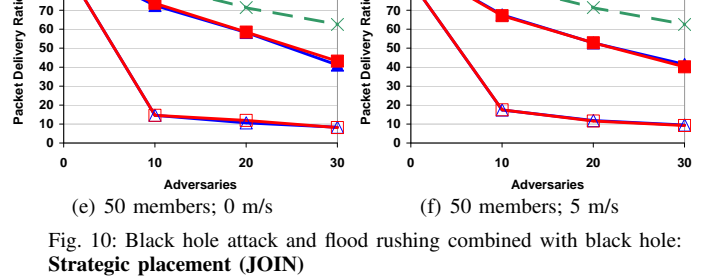 Packet Delivery Ratio
70
60
50
40
30
20
10
0
0 10 20 30
Adversaries
(e) 50 members; 0 m/s
Packet Delivery Ratio
70
60
50
40
30
20
10
0
0 10 20 30
Adversaries
(f) 50 members; 5 m/s
Fig. 10: Black hole attack and flood rushing combined with black hole:
Strategic placement (JOIN)